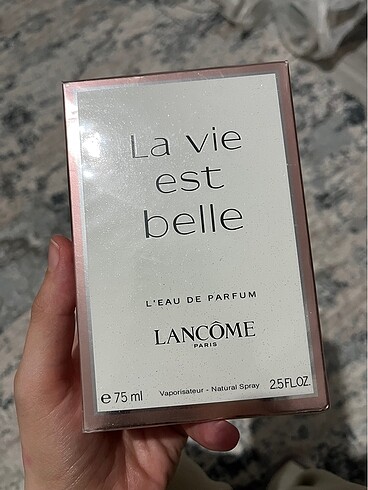 La vie
est
belle
L'EAU DE PARFUM
LANCÔME
PARIS
e 75 ml Vaporisateur - Natural Spray 2.5 FL.OZ.